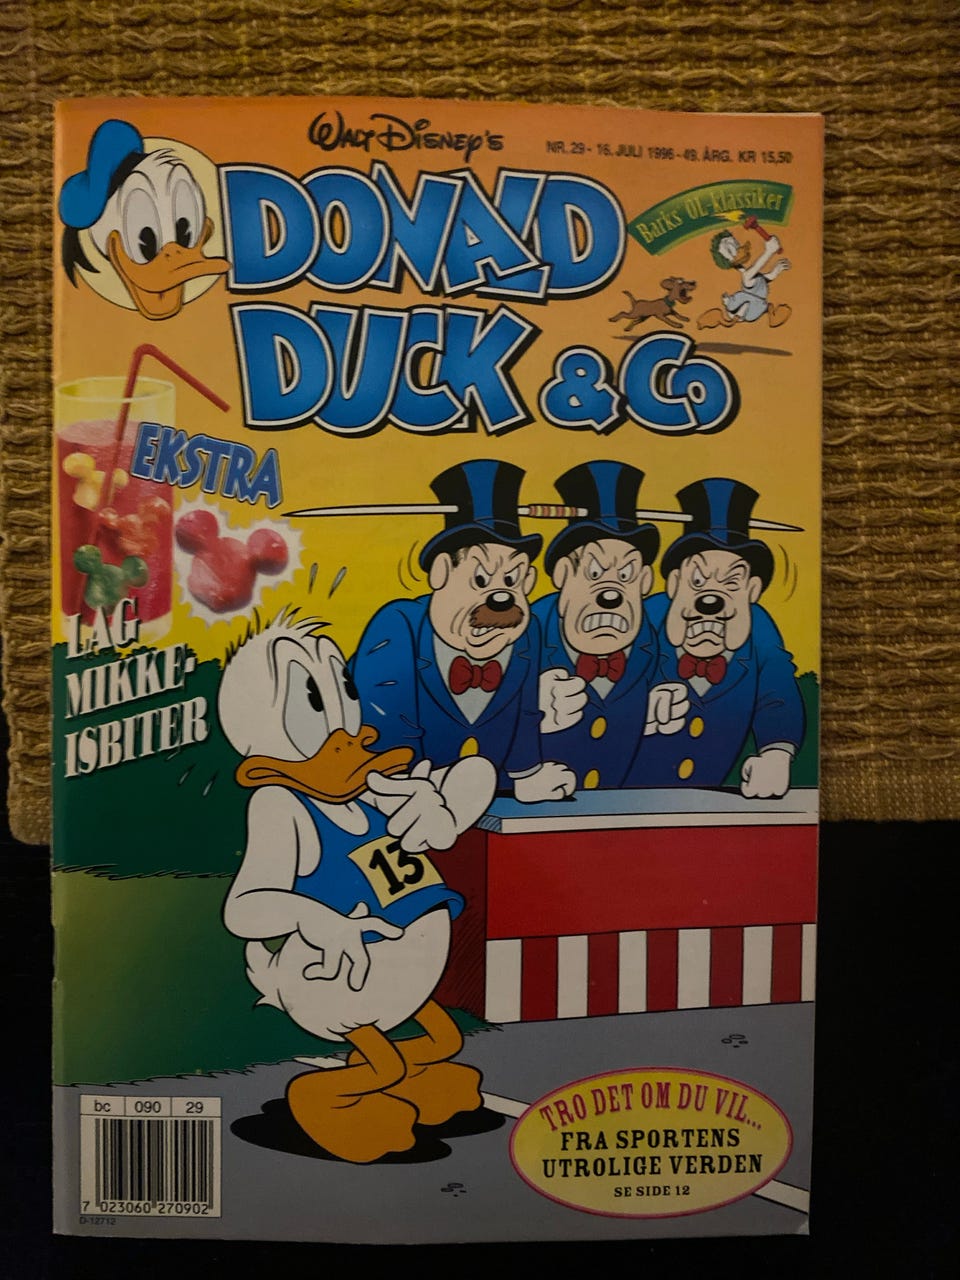 WALT DISNEY'S
NR. 29 - 16. JULI 1996 - 49. ÅRG. KR 15,50
DONALD
DUCK & Co
Barks' OL-klassiker
EKSTRA
LAG
MIKKE-
ISBITER
13
TRO DET OM DU VIL...
FRA SPORTENS
UTROLIGE VERDEN
SE SIDE 12
bc 090 29
7 023060 270902
D-12712